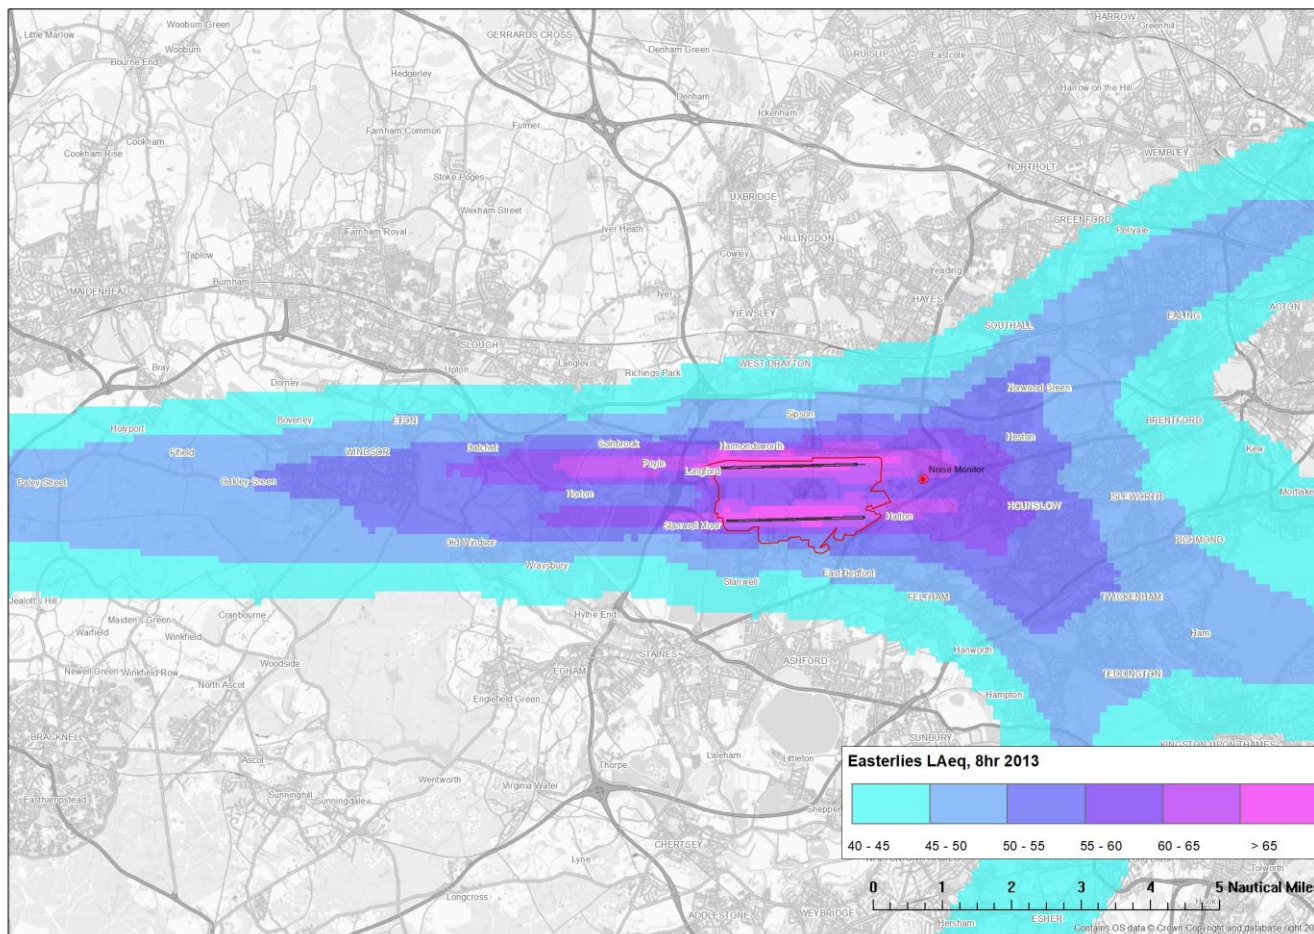 HARROW
Greenhill
Wooburn Green
Little Marlow
GERRARDS CROSS
Denham Green
Wooburn
RUISLIP
Eastcote
Bourne End
Hedgerley
Harrow on the Hill
Denham
Ickenham
Fulmer
Farnham Common
Cookham
Cookham Rise
WEMBLEY
NORTHOLT
Stoke Poges
UXBRIDGE
Wexham Street
GREENFORD
Perivale
Farnham Royal
Iver Heath
HILLINGDON
Taplow
Cowley
Burnham
Yeading
MAIDENHEAD
Iver
HAYES
ACTON
YIEWSLEY
EALING
SOUTHALL
SLOUGH
Langley
WEST DRAYTON
Bray
Upton
Richings Park
Dorney
Norwood Green
Sipson
Boveney
ETON
BRENTFORD
Holyport
Heston
Colnbrook
Harmondsworth
Datchet
Kew
Fifield
WINDSOR
Poyle
Longford
Noise Monitor
Paley Street
Oakley Green
Horton
ISLEWORTH
Mortlake
HOUNSLOW
Hatton
Stanwell Moor
Old Windsor
RICHMOND
Wraysbury
East Bedfont
Stanwell
FELTHAM
TWICKENHAM
Jealott's Hill
Cranbourne
Maiden's Green
Hythe End
Warfield
Winkfield
Ham
Hanworth
STAINES
Woodside
ASHFORD
Newell Green
Winkfield Row
EGHAM
TEDDINGTON
North Ascot
Englefield Green
Hampton
BRACKNELL
SUNBURY
KINGSTON UPON THAMES
Ascot
Laleham
Littleton
Thorpe
Easterlies LAeq, 8hr 2013
Wentworth
Virginia Water
Easthampstead
Sunninghill
Sunningdale
Shepper
CHERTSEY
40 - 45
45 - 50
50 - 55
55 - 60
60 - 65
> 65
Lyne
Tolworth
0 1 2 3 4 5 Nautical Mile
Longcross
Hook
ADDLESTONE
WEYBRIDGE
Hersham
ESHER
Contains OS data © Crown Copyright and database right 2